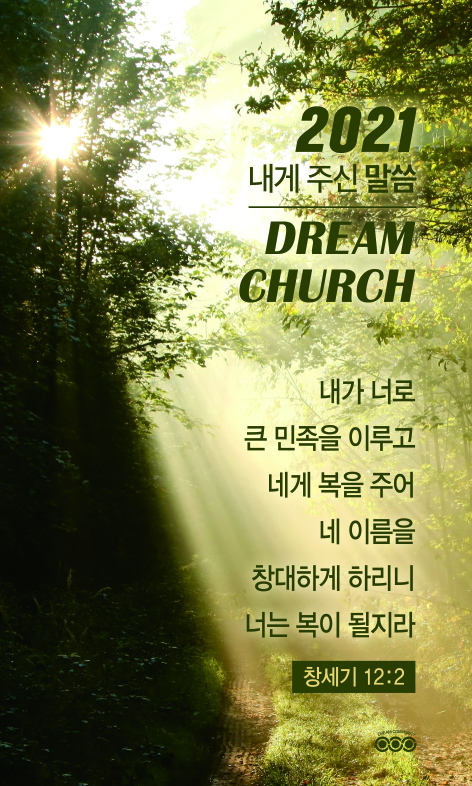 2021
내게 주신 말씀
DREAM
CHURCH
내가 너로
큰 민족을 이루고
네게 복을 주어
네 이름을
창대하게 하리니
너는 복이 될지라
창세기 12:2